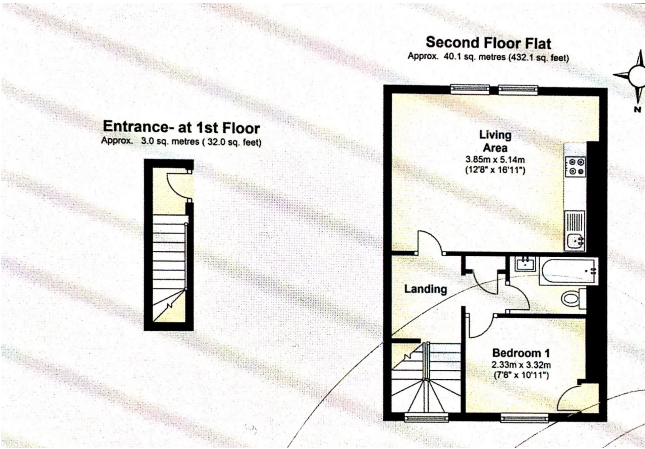 Second Floor Flat
Approx. 40.1 sq. metres (432.1 sq. feet)
N
Entrance- at 1st Floor
Approx. 3.0 sq. metres ( 32.0 sq. feet)
Living
Area
3.85m x 5.14m
(12'8" x 16'11")
Landing
Bedroom 1
2.33m x 3.32m
(7'8" x 10'11")